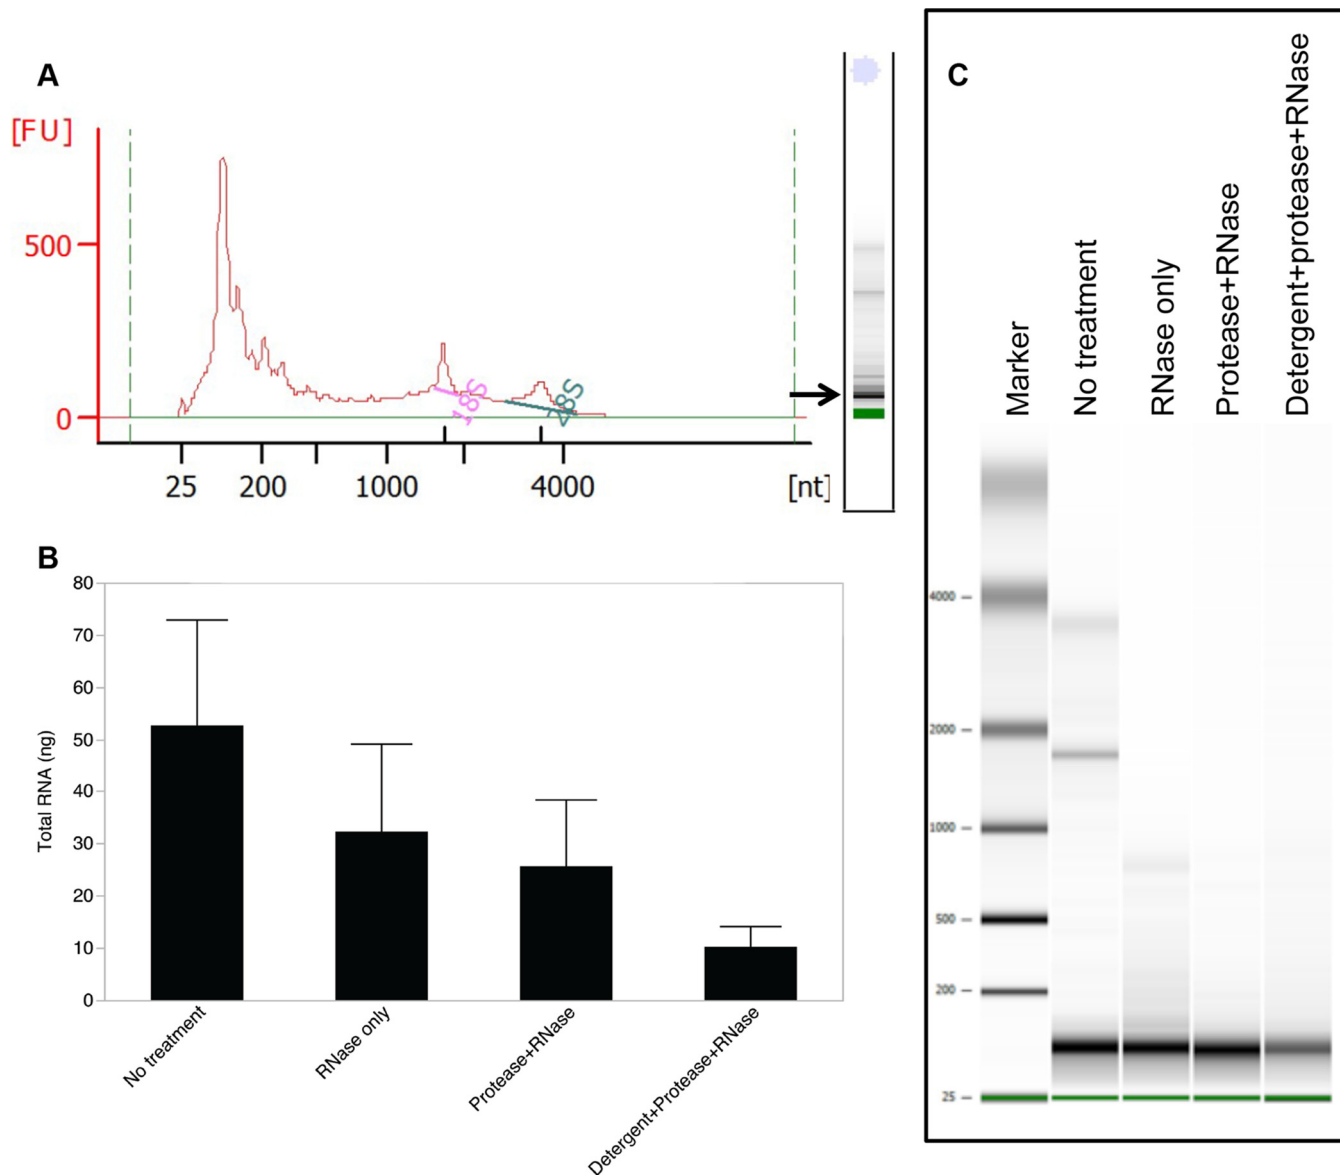 A
[FU]
500
0
18S
28S
25
200
1000
4000
[nt]
B
80
70
60
50
40
30
20
10
0
Total RNA (ng)
No treatment
RNase only
Protease+RNase
Detergent+Protease+RNase
C
Marker
No treatment
RNase only
Protease+RNase
Detergent+protease+RNase
4000
2000
1000
500
200
25